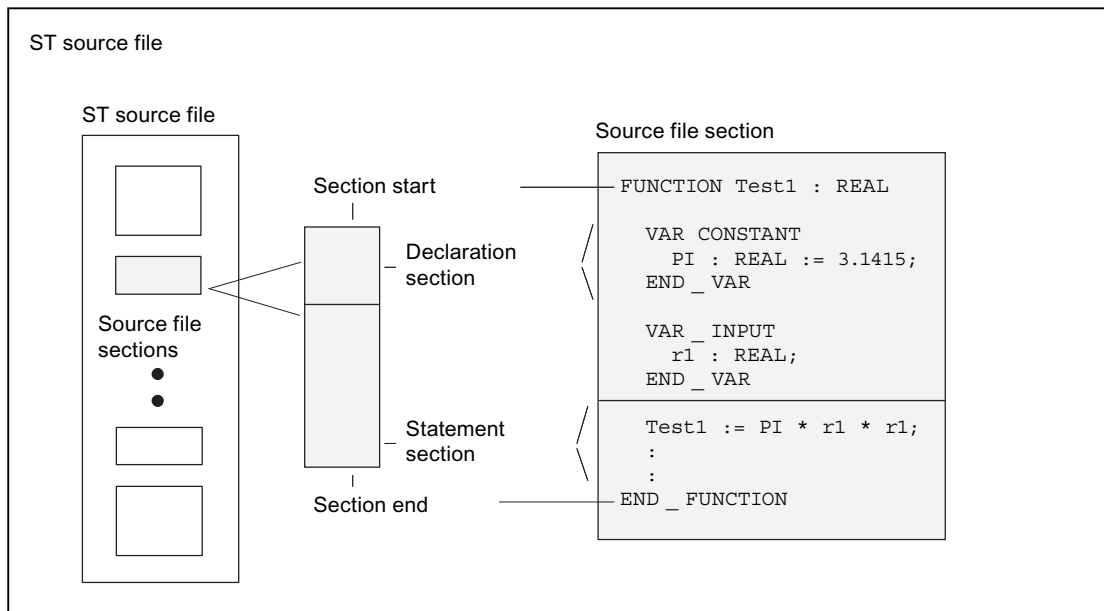 ST source file
ST source file
Source file
sections
Section start
Declaration
section
Statement
section
Section end
Source file section
FUNCTION Test1 : REAL
VAR CONSTANT
PI : REAL := 3.1415;
END _ VAR
VAR _ INPUT
r1 : REAL;
END _ VAR
Test1 := PI * r1 * r1;
:
:
END _ FUNCTION